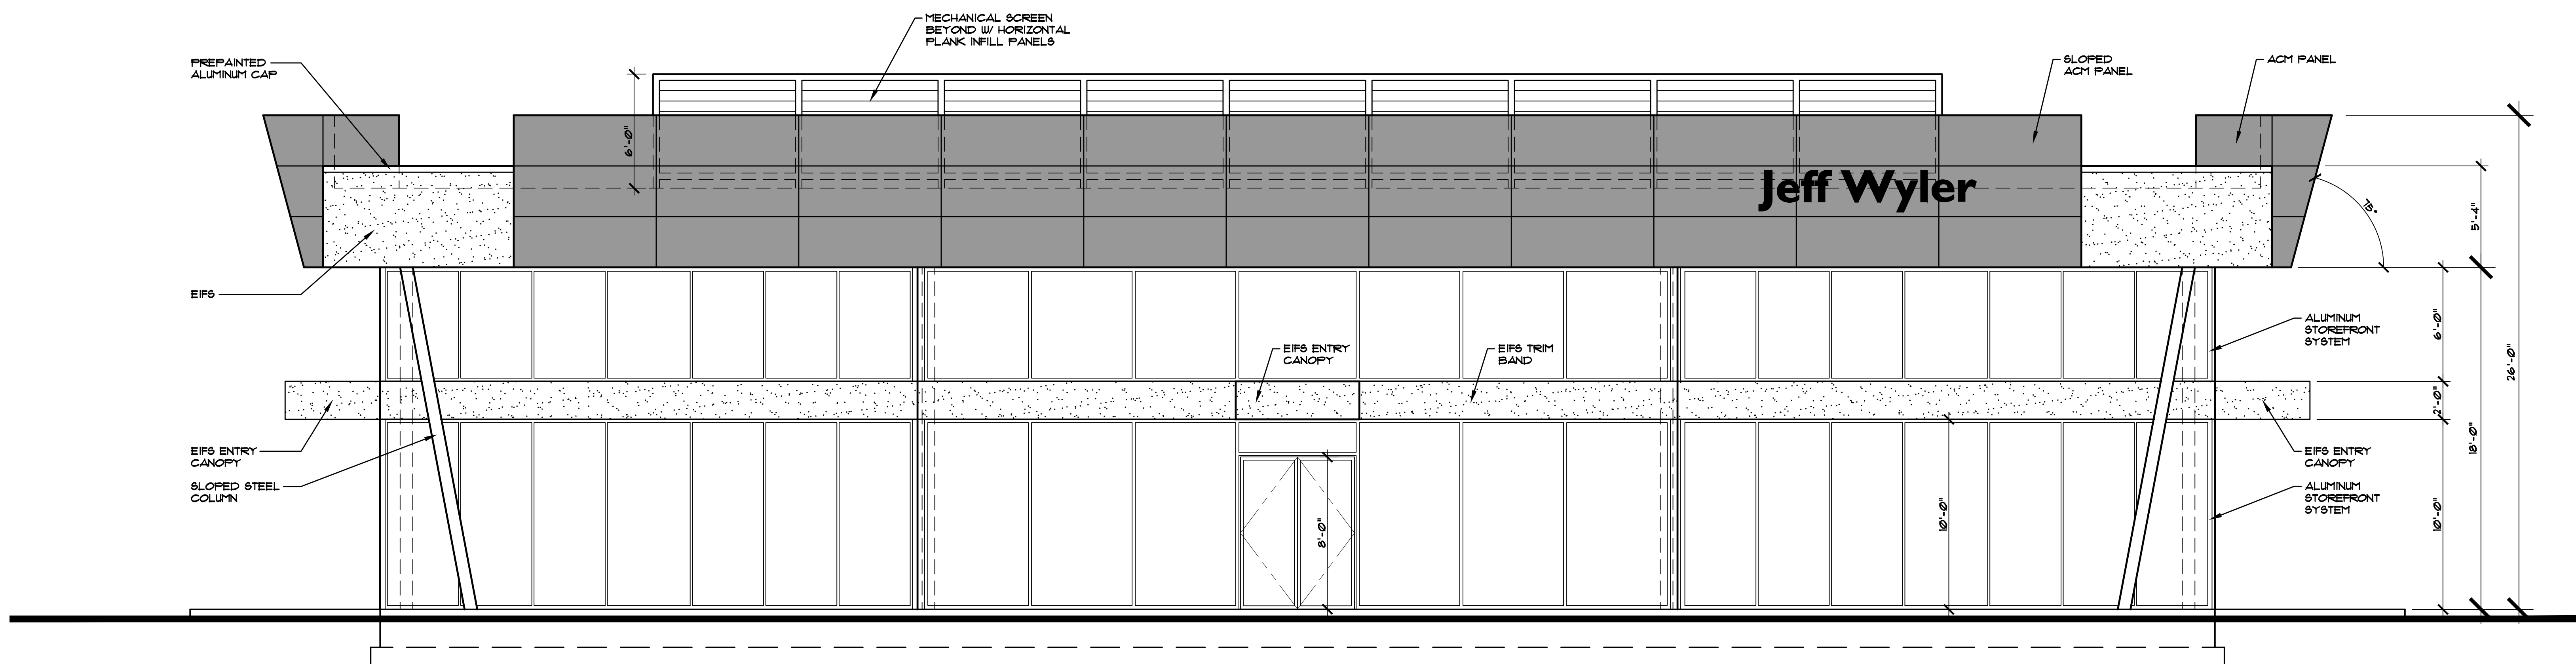 MECHANICAL SCREEN
BEYOND W/ HORIZONTAL
PLANK INFILL PANELS
PREPAINTED
ALUMINUM CAP
SLOPED
ACM PANEL
ACM PANEL
6'-0"
Jeff Wyler
75°
5'-4"
EIFS
ALUMINUM
STOREFRONT
SYSTEM
6'-0"
26'-0"
EIFS ENTRY
CANOPY
EIFS TRIM
BAND
2'-0"
18'-0"
EIFS ENTRY
CANOPY
EIFS ENTRY
CANOPY
SLOPED STEEL
COLUMN
ALUMINUM
STOREFRONT
SYSTEM
8'-0"
10'-0"
10'-0"